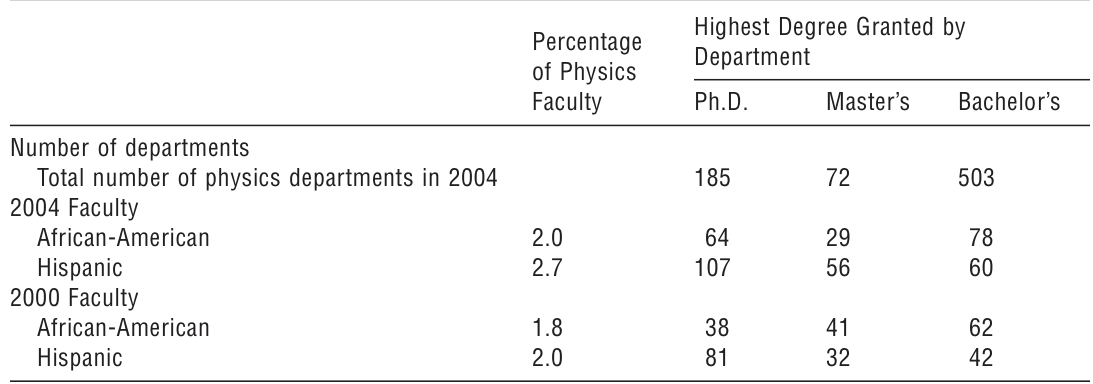 Percentage of Physics Faculty
Highest Degree Granted by Department
Ph.D. Master's Bachelor's
Number of departments
Total number of physics departments in 2004 185 72 503
2004 Faculty
African-American 2.0 64 29 78
Hispanic 2.7 107 56 60
2000 Faculty
African-American 1.8 38 41 62
Hispanic 2.0 81 32 42